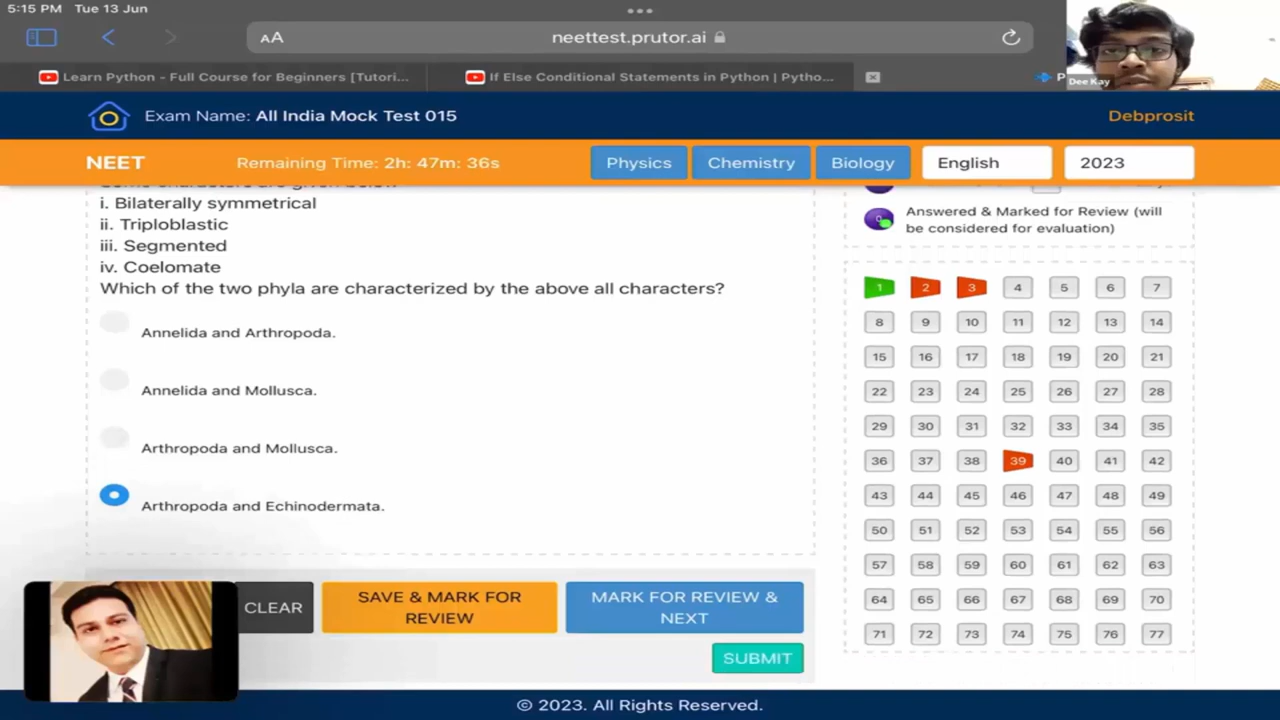 5:15 PM Tue 13 Jun
AA
neettest.prutor.ai
Learn Python - Full Course for Beginners [Tutori...
If Else Conditional Statements in Python | Pytho...
Dee Kay
Exam Name: All India Mock Test 015
Debprosit
NEET
Remaining Time: 2h: 47m: 36s
Physics
Chemistry
Biology
English
2023
i. Bilaterally symmetrical
ii. Triploblastic
iii. Segmented
iv. Coelomate
Which of the two phyla are characterized by the above all characters?
Annelida and Arthropoda.
Annelida and Mollusca.
Arthropoda and Mollusca.
Arthropoda and Echinodermata.
CLEAR
SAVE & MARK FOR
REVIEW
MARK FOR REVIEW &
NEXT
SUBMIT
Answered & Marked for Review (will
be considered for evaluation)
1 2 3 4 5 6 7
8 9 10 11 12 13 14
15 16 17 18 19 20 21
22 23 24 25 26 27 28
29 30 31 32 33 34 35
36 37 38 39 40 41 42
43 44 45 46 47 48 49
50 51 52 53 54 55 56
57 58 59 60 61 62 63
64 65 66 67 68 69 70
71 72 73 74 75 76 77
© 2023. All Rights Reserved.